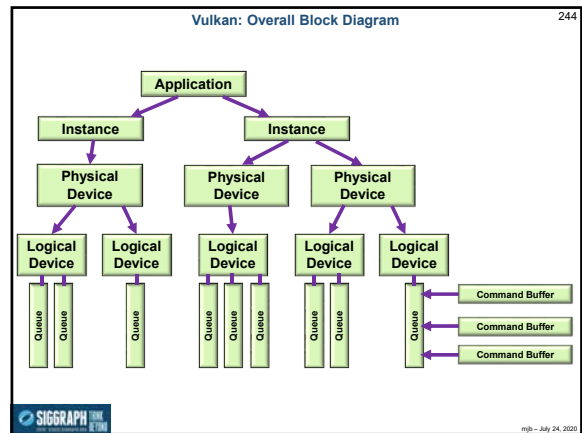 Vulkan: Overall Block Diagram
244
Application
Instance
Instance
Physical
Device
Physical
Device
Physical
Device
Logical
Device
Logical
Device
Logical
Device
Logical
Device
Logical
Device
Queue
Queue
Queue
Queue
Queue
Queue
Queue
Queue
Queue
Command Buffer
Command Buffer
Command Buffer
SIGGRAPH THINK
BEYOND
mjb – July 24, 2020